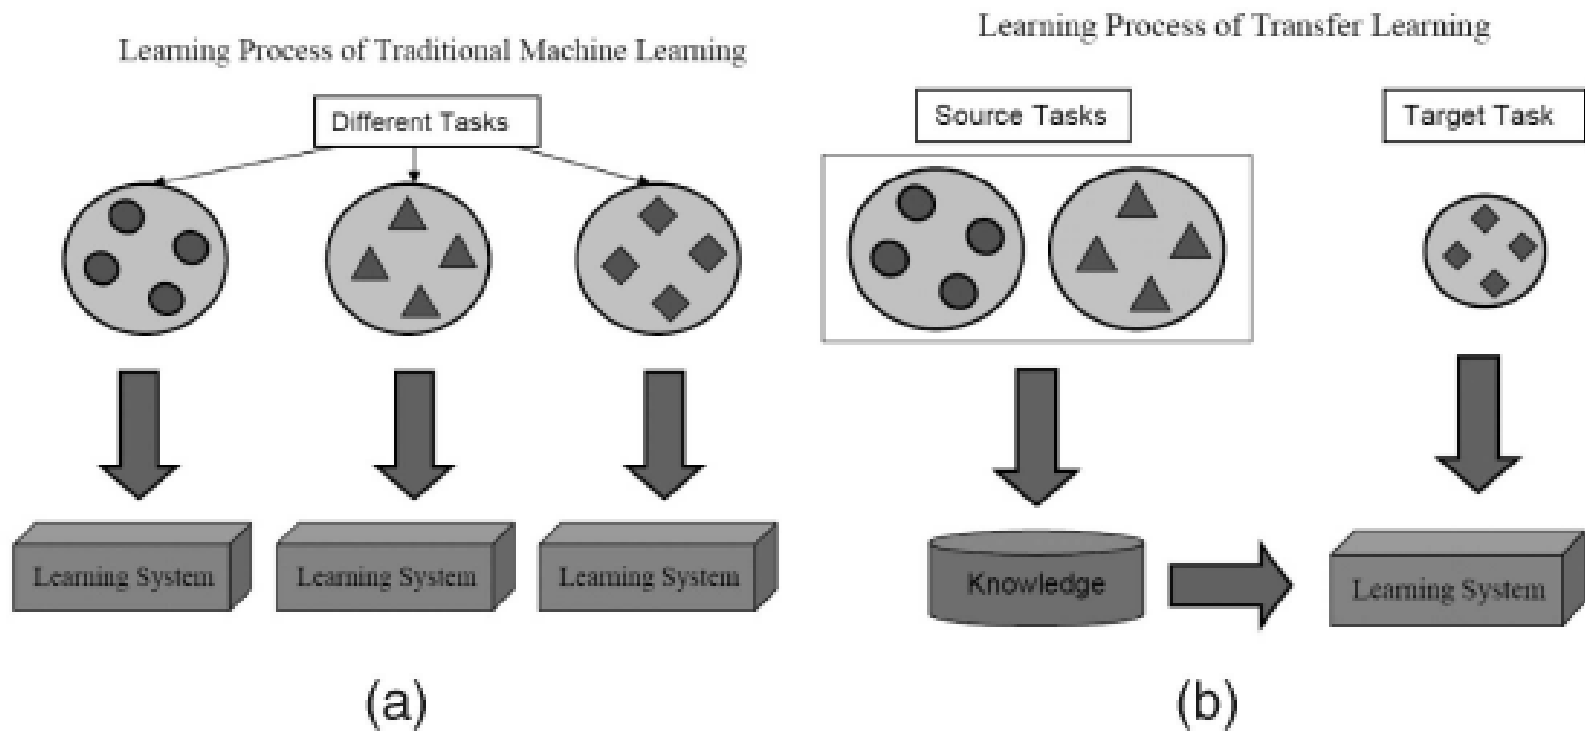 Learning Process of Traditional Machine Learning
Different Tasks
Learning System
Learning System
Learning System
(a)
Learning Process of Transfer Learning
Source Tasks
Target Task
Knowledge
Learning System
(b)